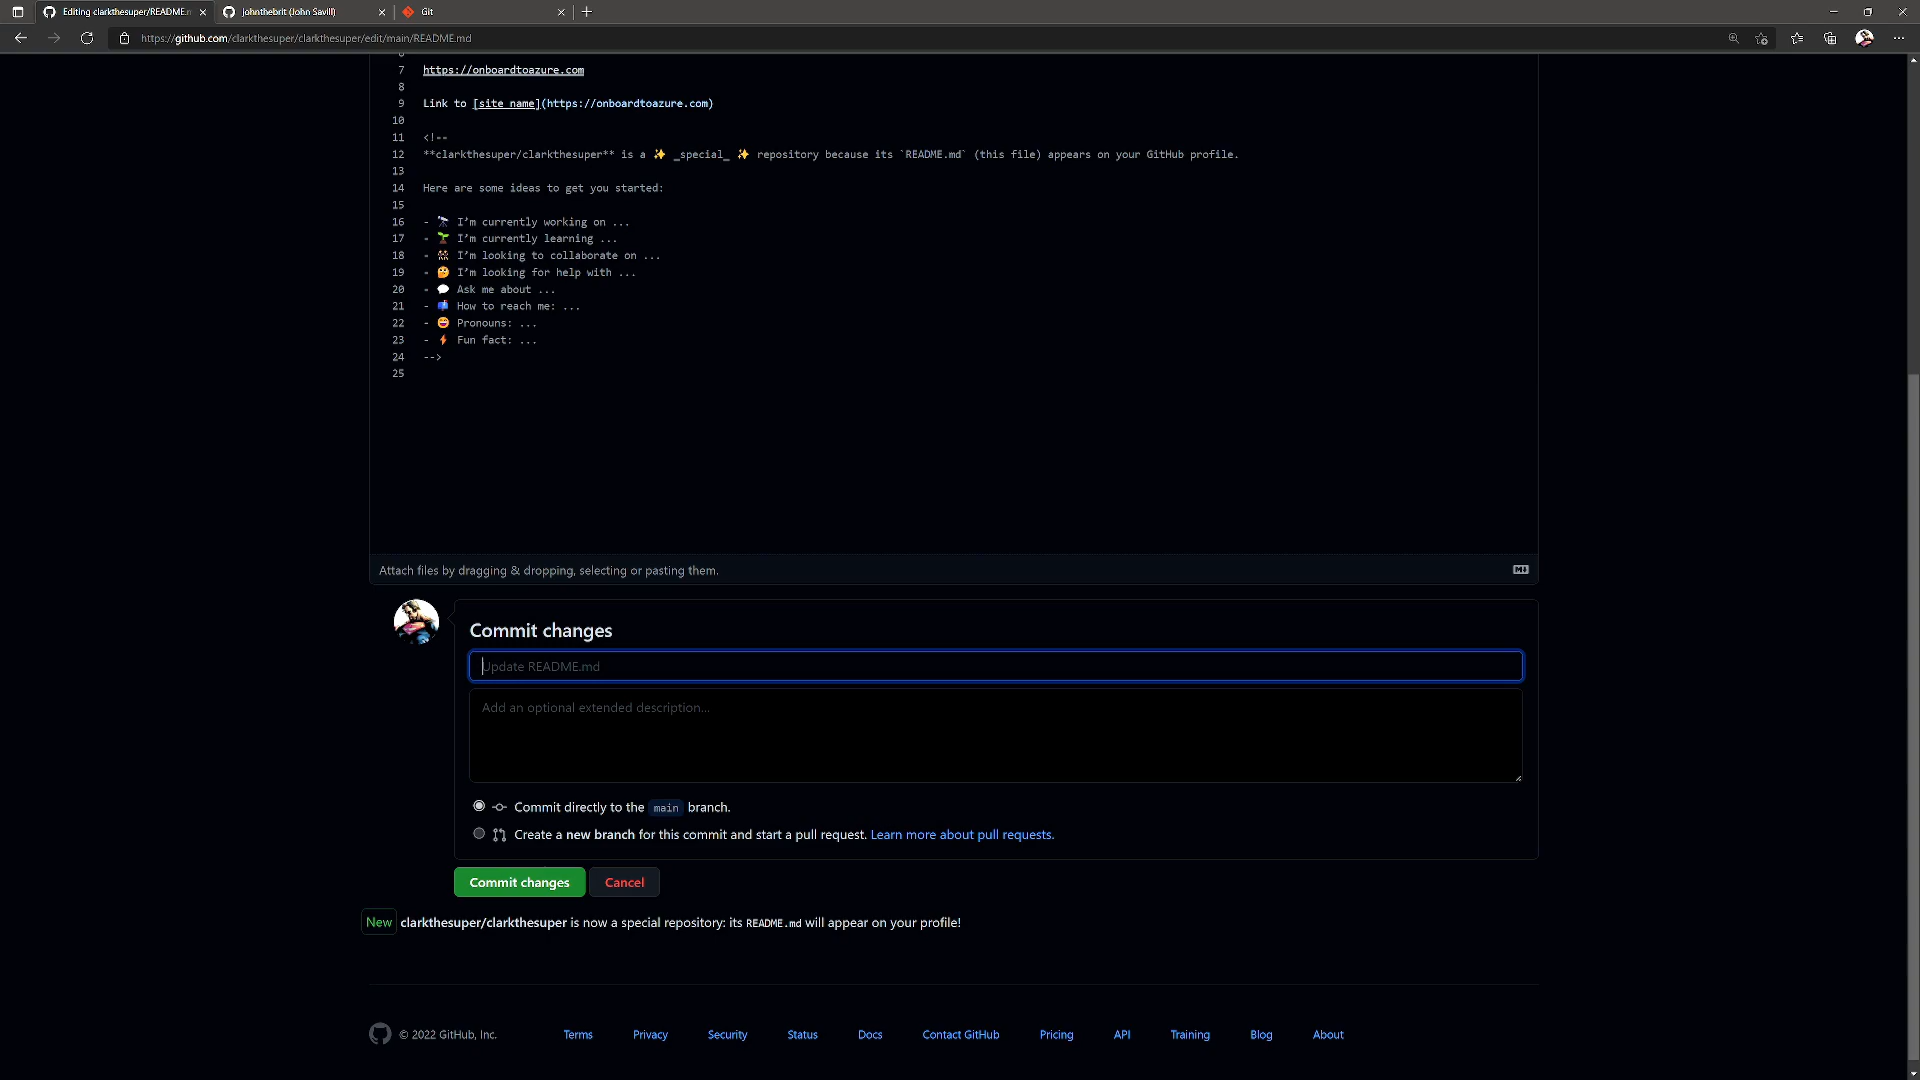 Editing clarkthesuper/README.m
johnthebrit (John Savill)
Git
https://github.com/clarkthesuper/clarkthesuper/edit/main/README.md
7 https://onboardtoazure.com
8
9 Link to [site name](https://onboardtoazure.com)
10
11 <!--
12 **clarkthesuper/clarkthesuper** is a ✨ _special_ ✨ repository because its `README.md` (this file) appears on your GitHub profile.
13
14 Here are some ideas to get you started:
15
16 - 🔭 I’m currently working on ...
17 - 🌱 I’m currently learning ...
18 - 👯 I’m looking to collaborate on ...
19 - 🤔 I’m looking for help with ...
20 - 💬 Ask me about ...
21 - 📫 How to reach me: ...
22 - 😄 Pronouns: ...
23 - ⚡ Fun fact: ...
24 -->
25
Attach files by dragging & dropping, selecting or pasting them.
Commit changes
Update README.md
Add an optional extended description...
Commit directly to the main branch.
Create a new branch for this commit and start a pull request. Learn more about pull requests.
Commit changes Cancel
New clarkthesuper/clarkthesuper is now a special repository: its README.md will appear on your profile!
© 2022 GitHub, Inc. Terms Privacy Security Status Docs Contact GitHub Pricing API Training Blog About